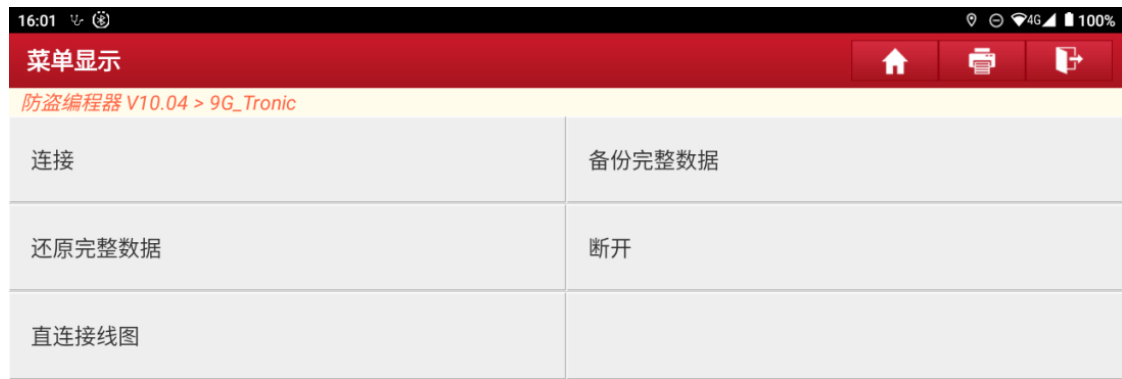 16:01 4G 100%
菜单显示
防盗编程器 V10.04 > 9G_Tronic
连接 备份完整数据
还原完整数据 断开
直连接线图